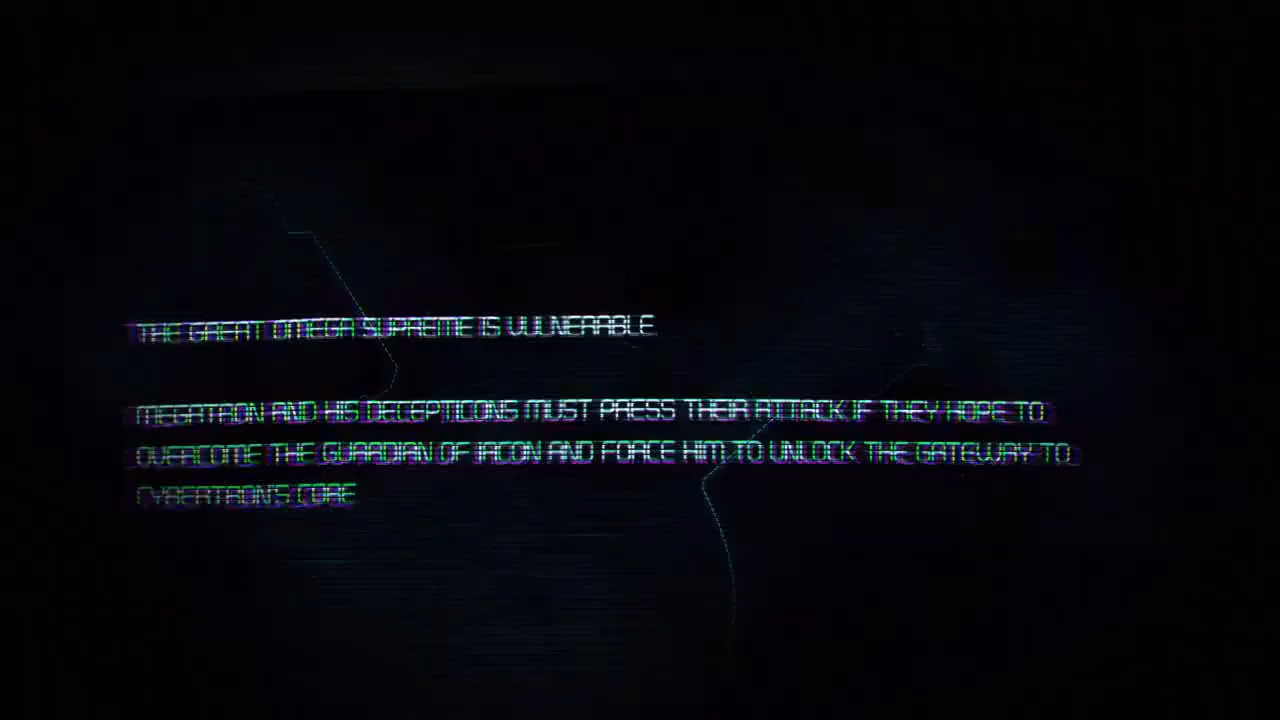 THE GREAT OMEGA SUPREME IS VULNERABLE.
MEGATRON AND HIS DECEPTICONS MUST PRESS THEIR ATTACK IF THEY HOPE TO
OVERCOME THE GUARDIAN OF IACON AND FORCE HIM TO UNLOCK THE GATEWAY TO
CYBERTRON'S CORE